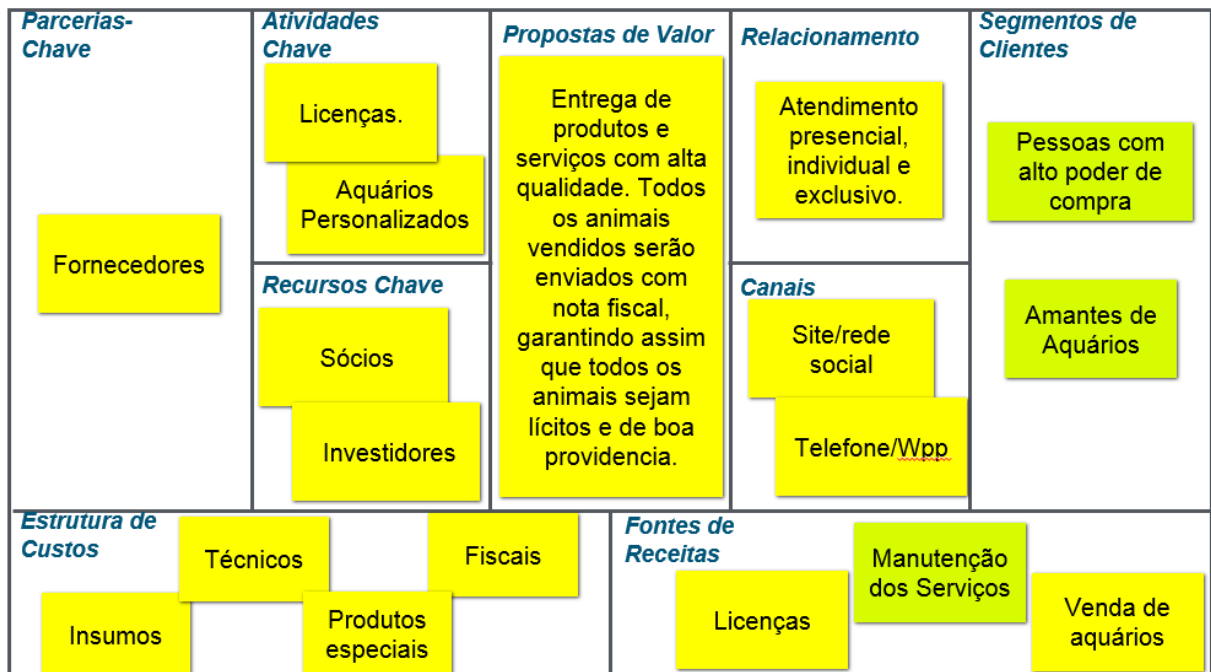 Parcerias-
Chave
Fornecedores
Atividades
Chave
Licenças.
Aquários
Personalizados
Recursos Chave
Sócios
Investidores
Propostas de Valor
Entrega de
produtos e
serviços com alta
qualidade. Todos
os animais
vendidos serão
enviados com
nota fiscal,
garantindo assim
que todos os
animais sejam
lícitos e de boa
providencia.
Relacionamento
Atendimento
presencial,
individual e
exclusivo.
Canais
Site/rede
social
Telefone/Wpp
Segmentos de
Clientes
Pessoas com
alto poder de
compra
Amantes de
Aquários
Estrutura de
Custos
Técnicos
Fiscais
Insumos
Produtos
especiais
Fontes de
Receitas
Manutenção
dos Serviços
Licenças
Venda de
aquários